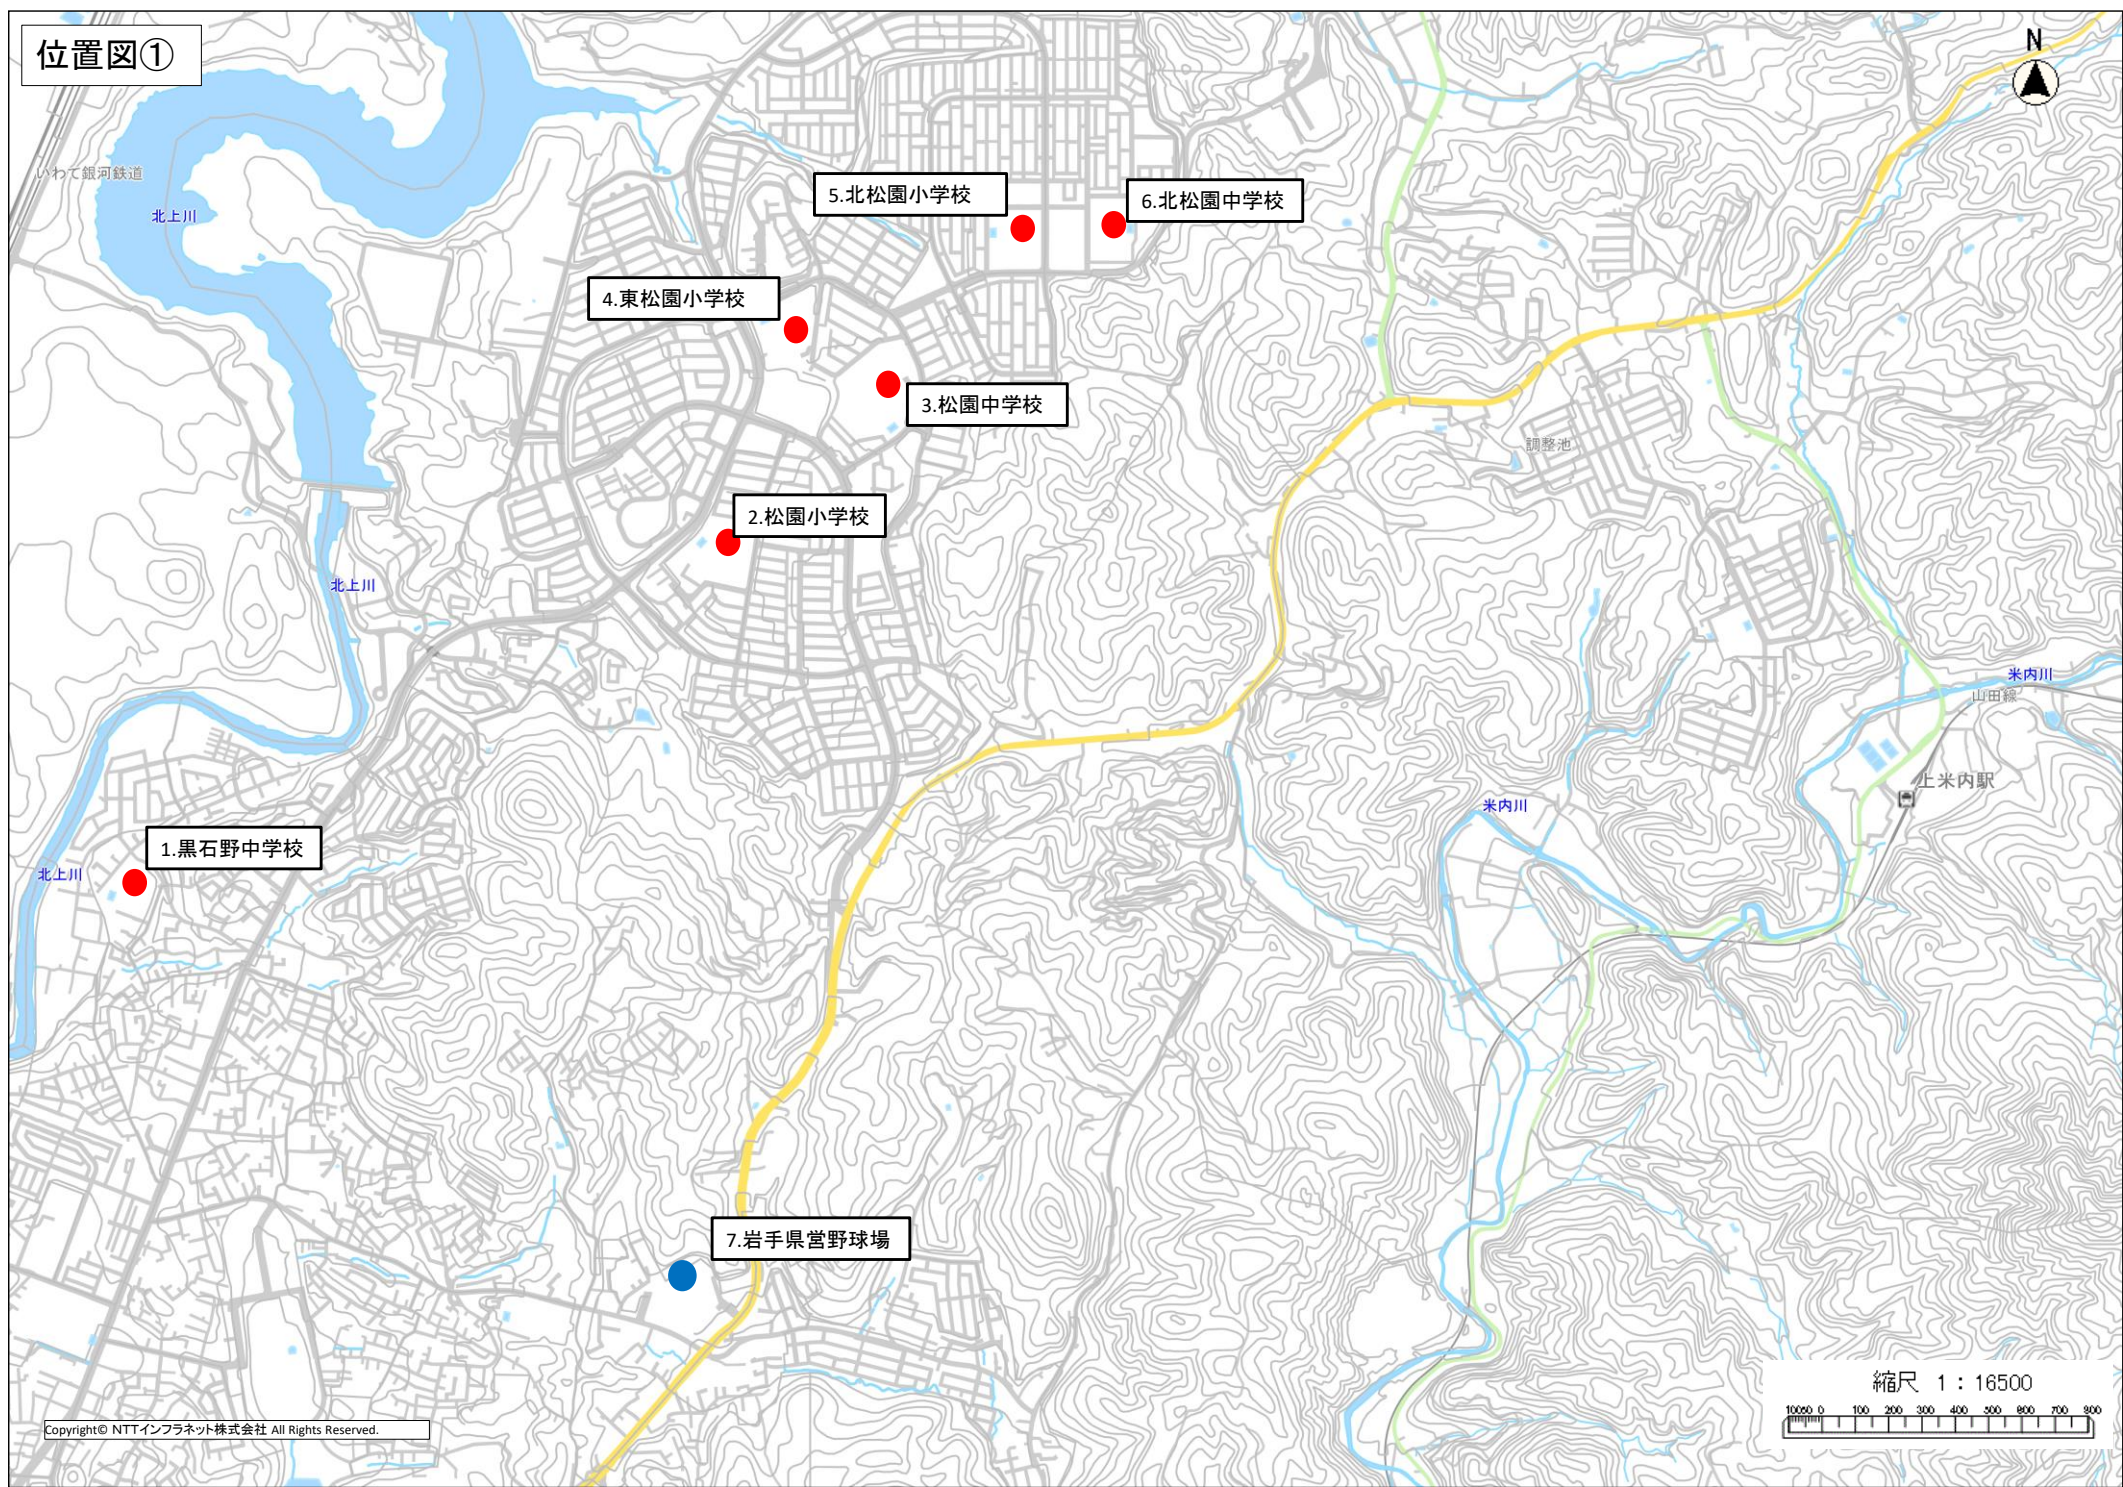 位置図①
N
いわて銀河鉄道
北上川
5.北松園小学校
6.北松園中学校
4.東松園小学校
3.松園中学校
調整池
2.松園小学校
北上川
米内川
山田線
上米内駅
米内川
1.黒石野中学校
北上川
7.岩手県営野球場
縮尺 1：16500
100 200 300 400 500 600 700 800
Copyright© NTTインフラネット株式会社 All Rights Reserved.